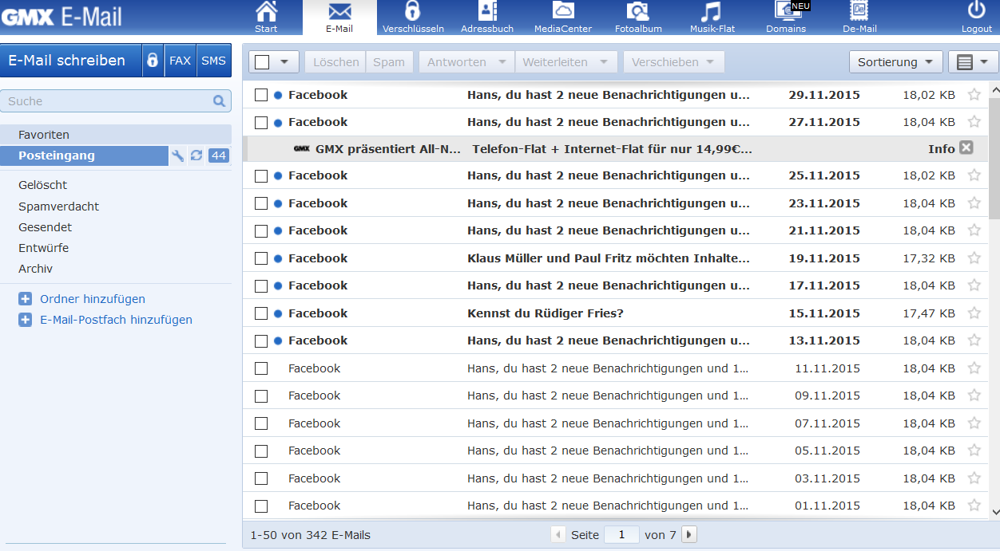 GMX E-Mail
Start E-Mail Verschlüsseln Adressbuch MediaCenter Fotoalbum Musik-Flat NEU Domains De De-Mail Logout
E-Mail schreiben FAX SMS
Löschen Spam Antworten Weiterleiten Verschieben Sortierung
Suche
Favoriten
Posteingang 44
Gelöscht
Spamverdacht
Gesendet
Entwürfe
Archiv
Ordner hinzufügen
E-Mail-Postfach hinzufügen
Facebook Hans, du hast 2 neue Benachrichtigungen u... 29.11.2015 18,02 KB
Facebook Hans, du hast 2 neue Benachrichtigungen u... 27.11.2015 18,04 KB
GMX GMX präsentiert All-N... Telefon-Flat + Internet-Flat für nur 14,99€... Info
Facebook Hans, du hast 2 neue Benachrichtigungen u... 25.11.2015 18,02 KB
Facebook Hans, du hast 2 neue Benachrichtigungen u... 23.11.2015 18,04 KB
Facebook Hans, du hast 2 neue Benachrichtigungen u... 21.11.2015 18,04 KB
Facebook Klaus Müller und Paul Fritz möchten Inhalte... 19.11.2015 17,32 KB
Facebook Hans, du hast 2 neue Benachrichtigungen u... 17.11.2015 18,04 KB
Facebook Kennst du Rüdiger Fries? 15.11.2015 17,47 KB
Facebook Hans, du hast 2 neue Benachrichtigungen u... 13.11.2015 18,04 KB
Facebook Hans, du hast 2 neue Benachrichtigungen und 1... 11.11.2015 18,04 KB
Facebook Hans, du hast 2 neue Benachrichtigungen und 1... 09.11.2015 18,04 KB
Facebook Hans, du hast 2 neue Benachrichtigungen und 1... 07.11.2015 18,04 KB
Facebook Hans, du hast 2 neue Benachrichtigungen und 1... 05.11.2015 18,04 KB
Facebook Hans, du hast 2 neue Benachrichtigungen und 1... 03.11.2015 18,04 KB
Facebook Hans, du hast 2 neue Benachrichtigungen und 1... 01.11.2015 18,04 KB
1-50 von 342 E-Mails Seite 1 von 7